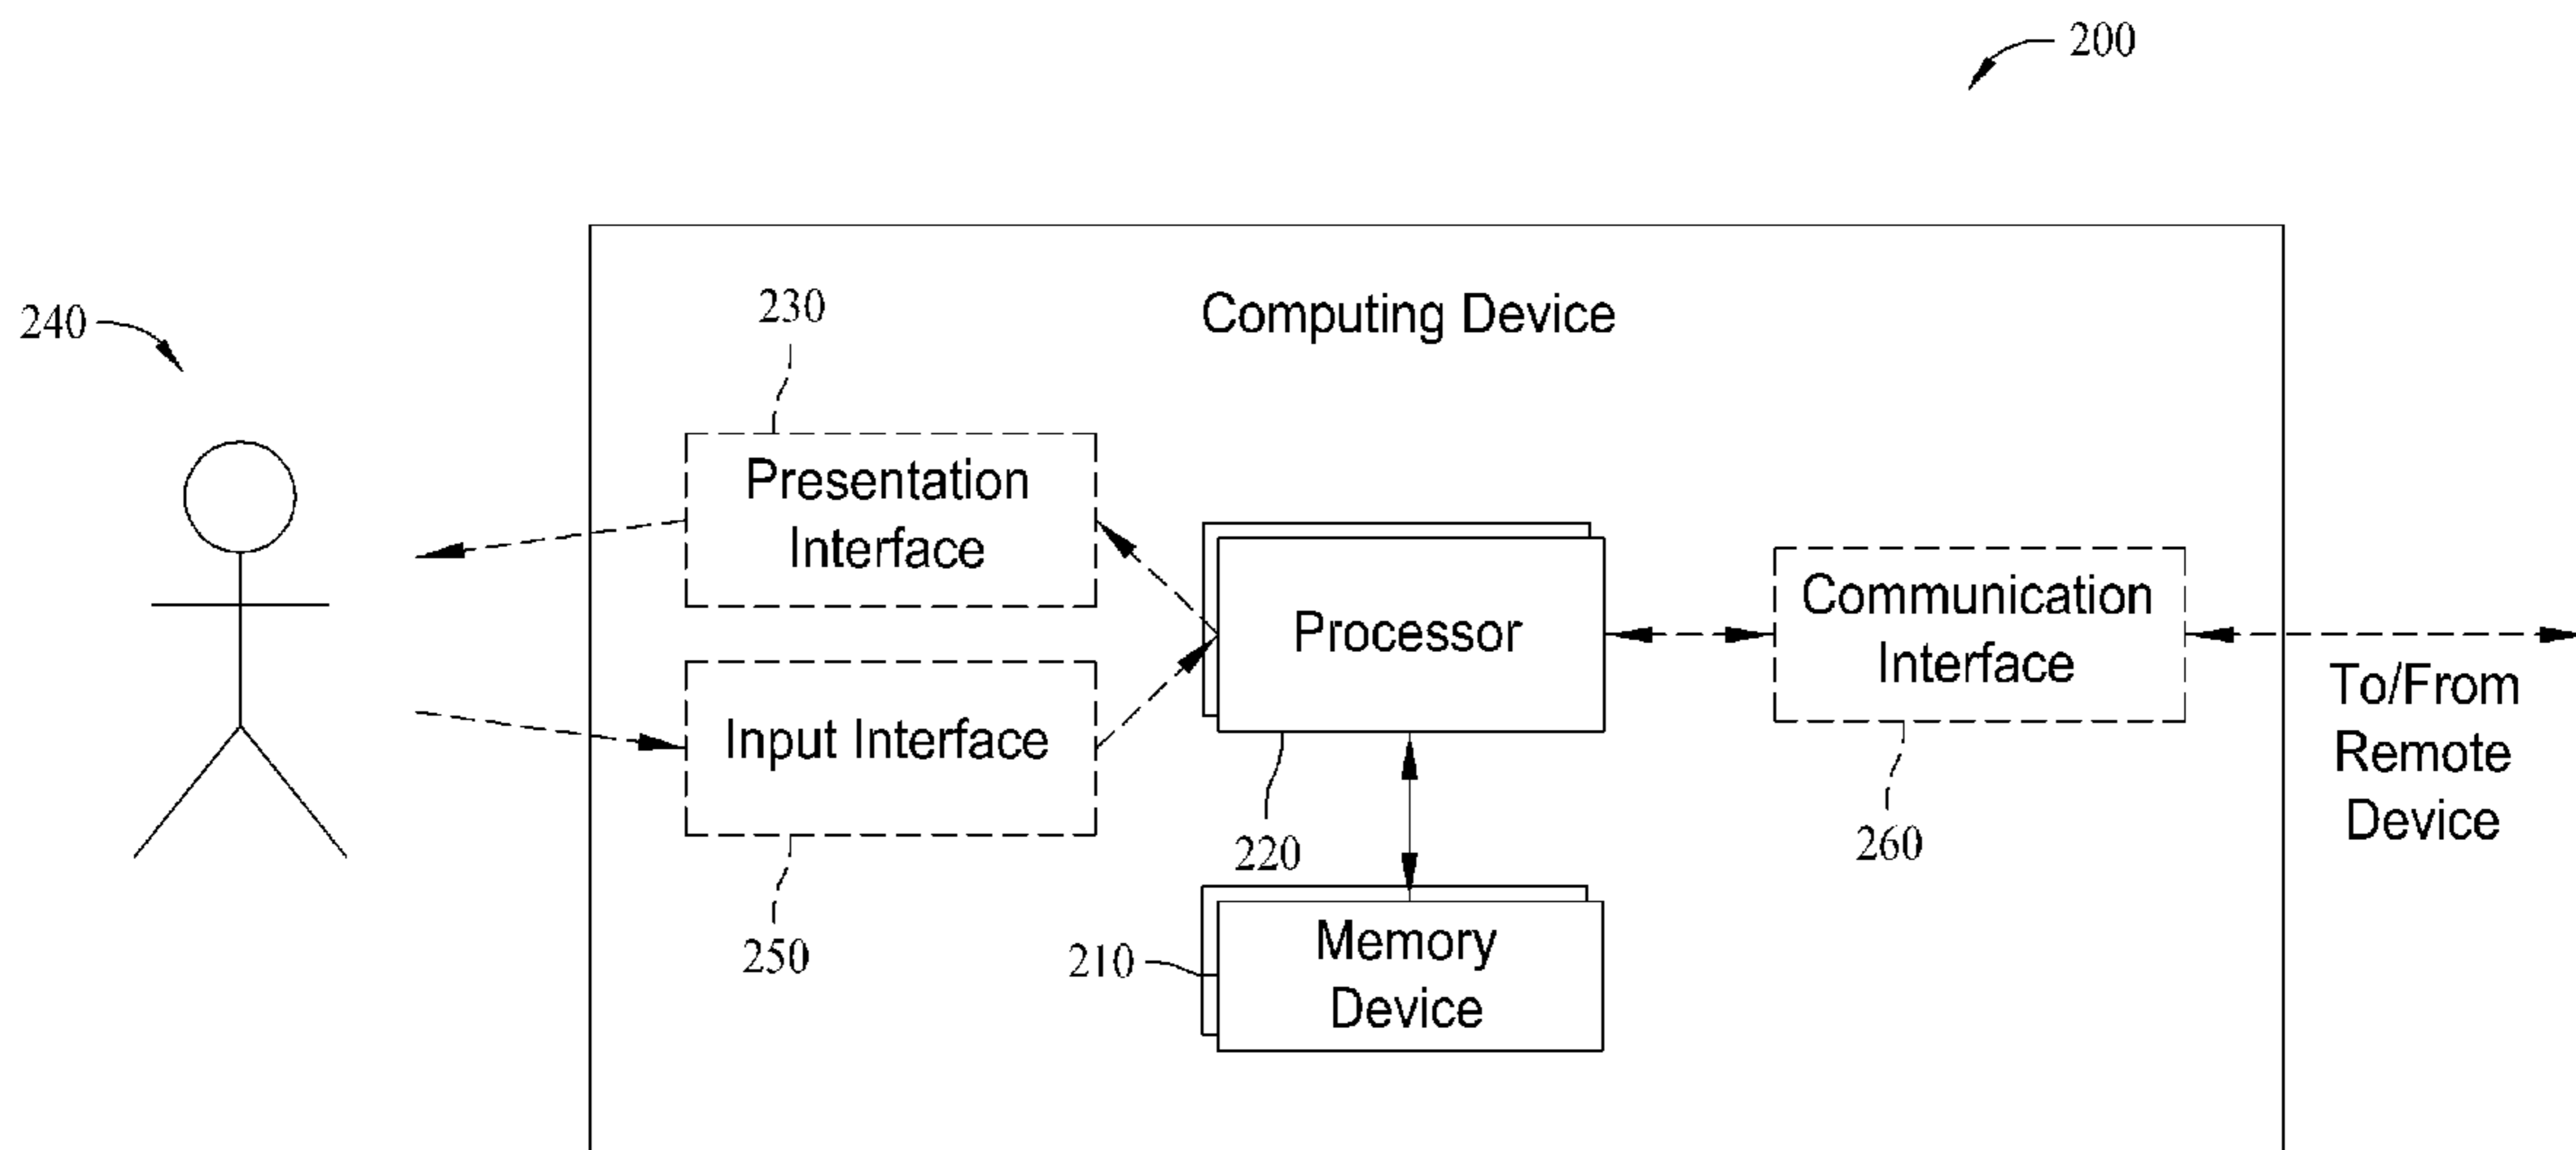 200
240
230
Computing Device
Presentation
Interface
Processor
Communication
Interface
To/From
Remote
Device
Input Interface
220
260
250
210
Memory
Device